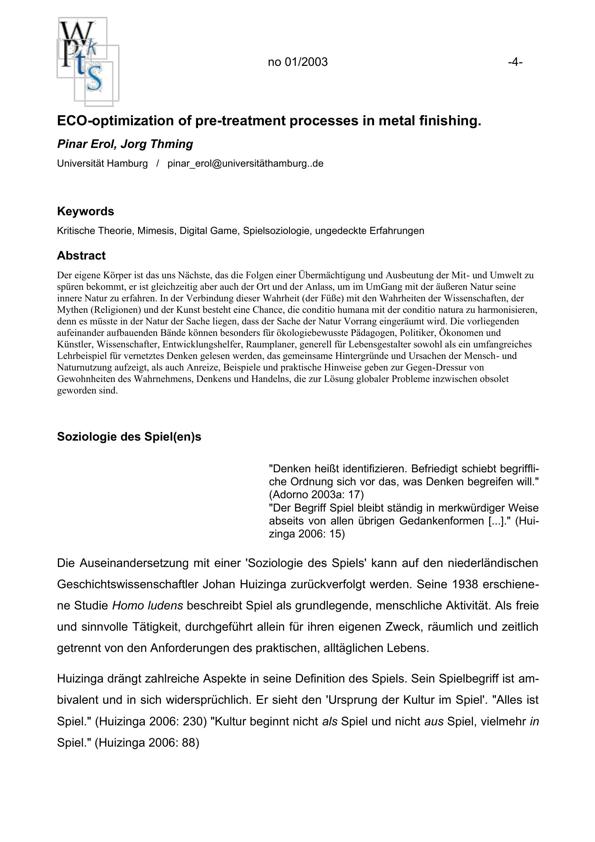 W
P k
t s
S
no 01/2003 -4-
ECO-optimization of pre-treatment processes in metal finishing.
Pinar Erol, Jorg Thming
Universität Hamburg / pinar_erol@universitäthamburg..de
Keywords
Kritische Theorie, Mimesis, Digital Game, Spielsoziologie, ungedeckte Erfahrungen
Abstract
Der eigene Körper ist das uns Nächste, das die Folgen einer Übermächtigung und Ausbeutung der Mit- und Umwelt zu
spüren bekommt, er ist gleichzeitig aber auch der Ort und der Anlass, um im UmGang mit der äußeren Natur seine
innere Natur zu erfahren. In der Verbindung dieser Wahrheit (der Füße) mit den Wahrheiten der Wissenschaften, der
Mythen (Religionen) und der Kunst besteht eine Chance, die conditio humana mit der conditio natura zu harmonisieren,
denn es müsste in der Natur der Sache liegen, dass der Sache der Natur Vorrang eingeräumt wird. Die vorliegenden
aufeinander aufbauenden Bände können besonders für ökologiebewusste Pädagogen, Politiker, Ökonomen und
Künstler, Wissenschafter, Entwicklungshelfer, Raumplaner, generell für Lebensgestalter sowohl als ein umfangreiches
Lehrbeispiel für vernetztes Denken gelesen werden, das gemeinsame Hintergründe und Ursachen der Mensch- und
Naturnutzung aufzeigt, als auch Anreize, Beispiele und praktische Hinweise geben zur Gegen-Dressur von
Gewohnheiten des Wahrnehmens, Denkens und Handelns, die zur Lösung globaler Probleme inzwischen obsolet
geworden sind.
Soziologie des Spiel(en)s
"Denken heißt identifizieren. Befriedigt schiebt begriffli-
che Ordnung sich vor das, was Denken begreifen will."
(Adorno 2003a: 17)
"Der Begriff Spiel bleibt ständig in merkwürdiger Weise
abseits von allen übrigen Gedankenformen [...]." (Hui-
zinga 2006: 15)
Die Auseinandersetzung mit einer 'Soziologie des Spiels' kann auf den niederländischen
Geschichtswissenschaftler Johan Huizinga zurückverfolgt werden. Seine 1938 erschiene-
ne Studie Homo ludens beschreibt Spiel als grundlegende, menschliche Aktivität. Als freie
und sinnvolle Tätigkeit, durchgeführt allein für ihren eigenen Zweck, räumlich und zeitlich
getrennt von den Anforderungen des praktischen, alltäglichen Lebens.
Huizinga drängt zahlreiche Aspekte in seine Definition des Spiels. Sein Spielbegriff ist am-
bivalent und in sich widersprüchlich. Er sieht den 'Ursprung der Kultur im Spiel'. "Alles ist
Spiel." (Huizinga 2006: 230) "Kultur beginnt nicht als Spiel und nicht aus Spiel, vielmehr in
Spiel." (Huizinga 2006: 88)